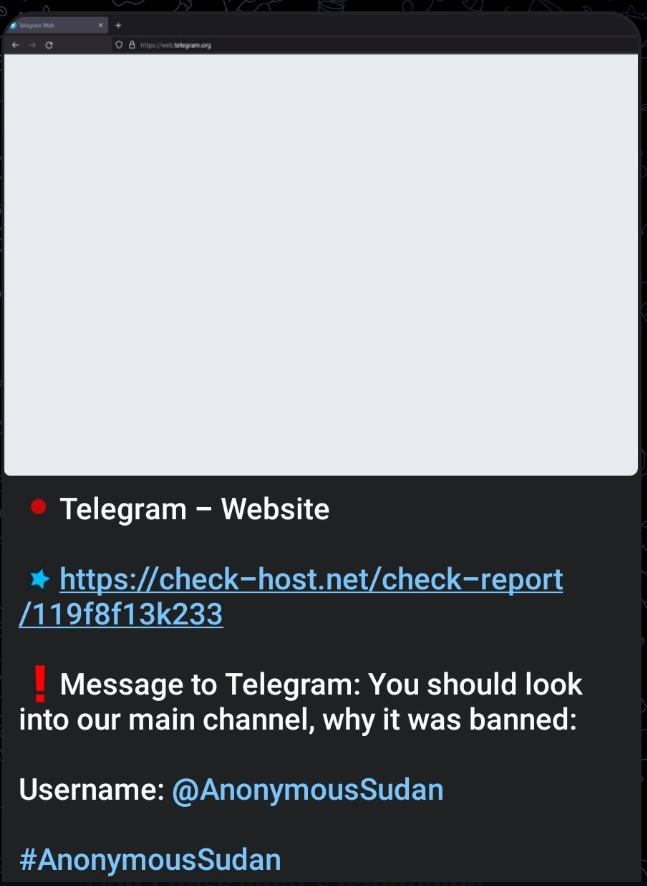 Telegram Web
https://web.telegram.org
Telegram – Website
https://check-host.net/check-report
/119f8f13k233
Message to Telegram: You should look
into our main channel, why it was banned:
Username: @AnonymousSudan
#AnonymousSudan